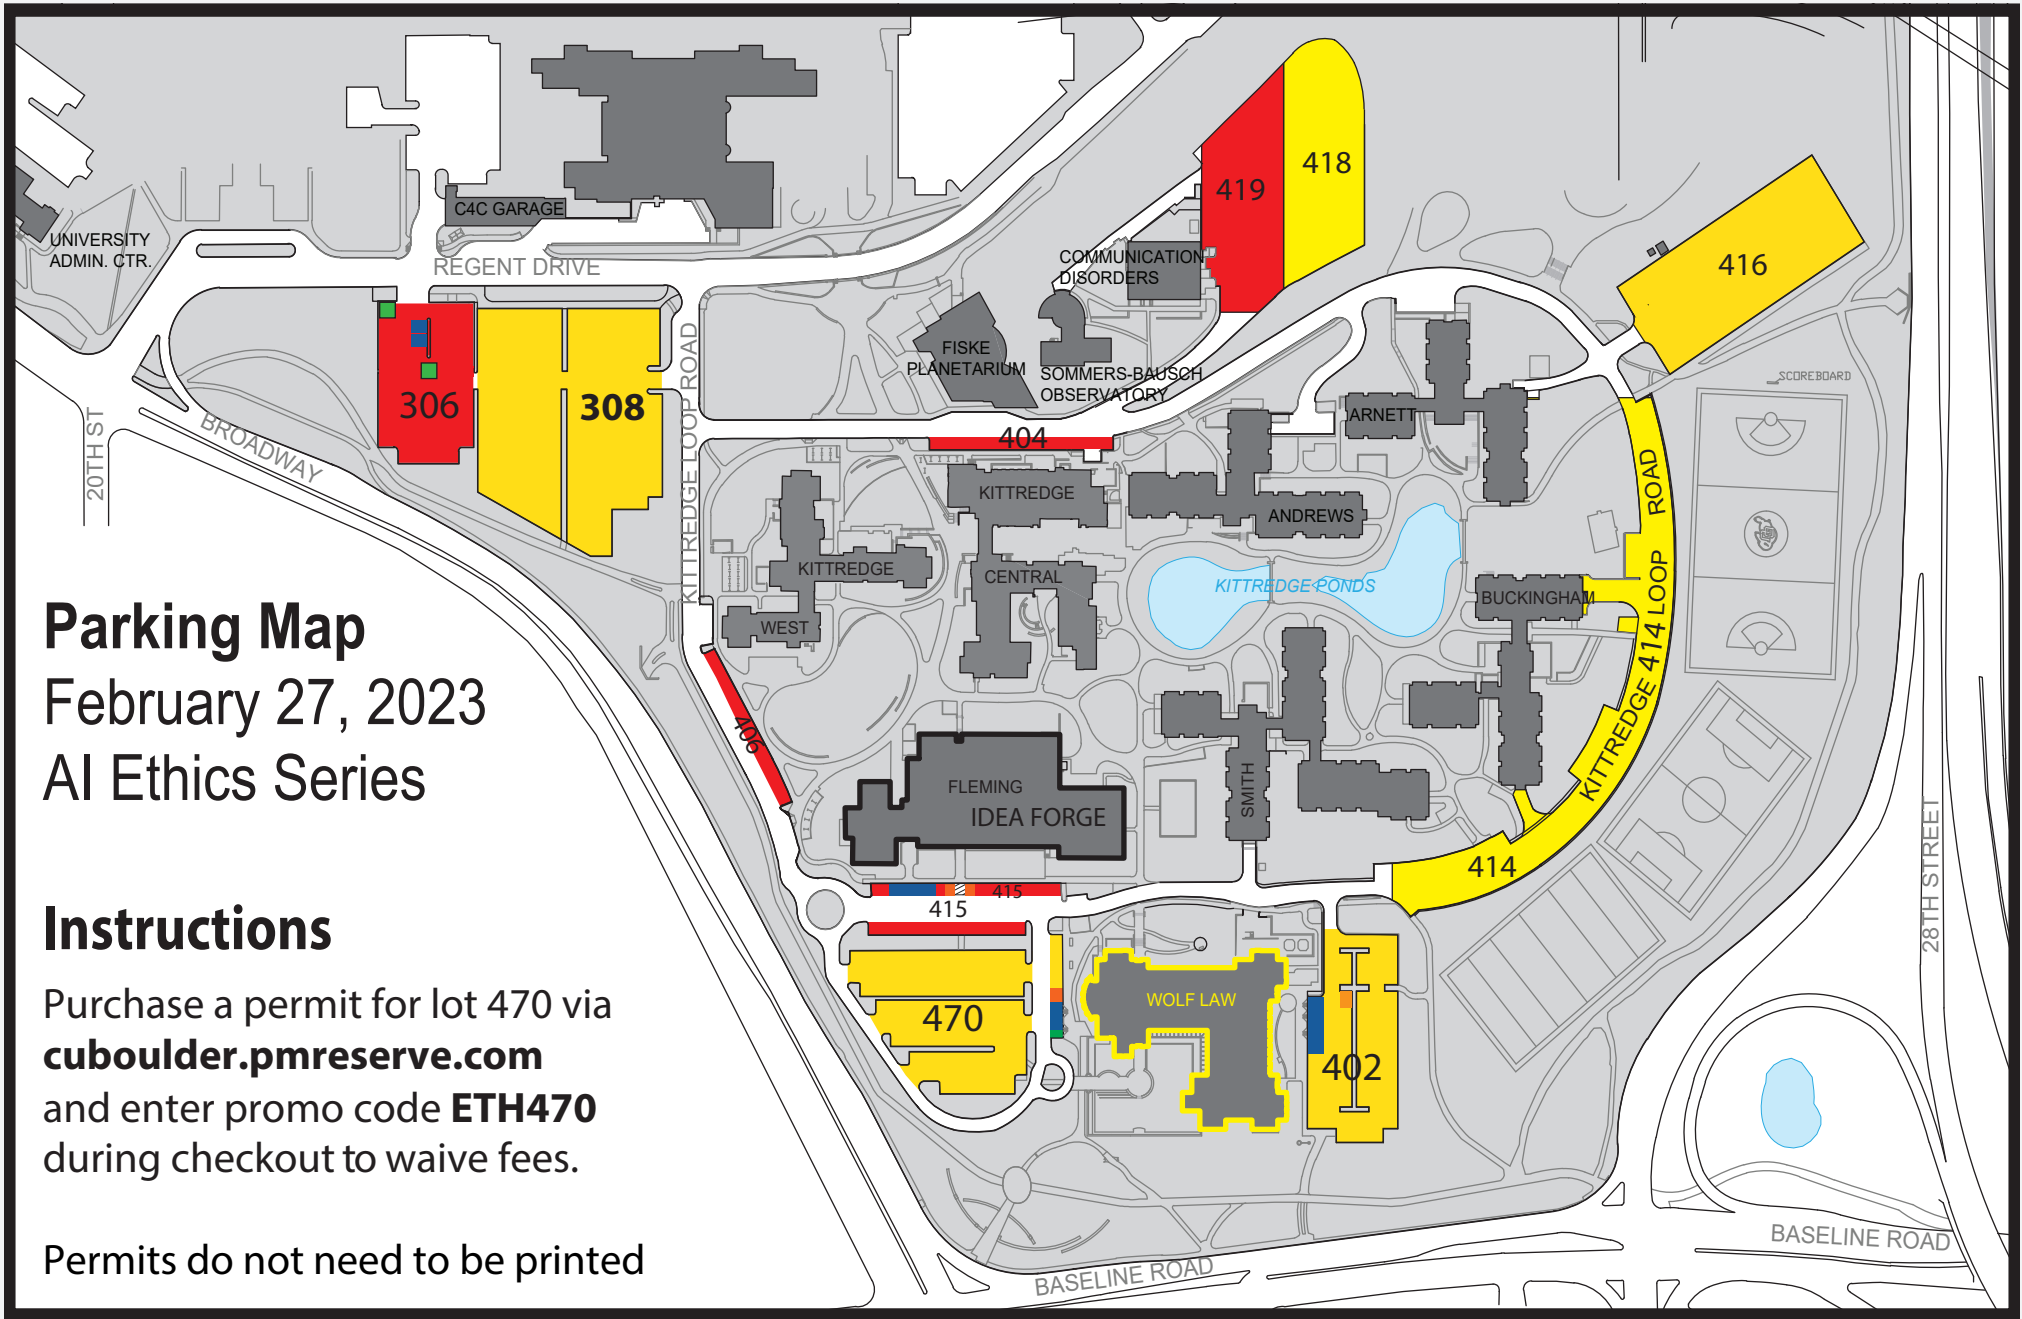 419
418
C4C GARAGE
UNIVERSITY
ADMIN. CTR.
REGENT DRIVE
COMMUNICATION
DISORDERS
416
FISKE
PLANETARIUM
SOMMERS-BAUSCH
OBSERVATORY
SCOREBOARD
306
308
KITTREDGE LOOP ROAD
ARNETT
20TH ST
BROADWAY
404
KITTREDGE
ANDREWS
KITTREDGE
CENTRAL
KITTREDGE PONDS
BUCKINGHAM
KITTREDGE 414 LOOP ROAD
WEST
Parking Map
February 27, 2023
AI Ethics Series
406
FLEMING
IDEA FORGE
SMITH
414
415
415
28TH STREET
Instructions
Purchase a permit for lot 470 via
cuboulder.pmreserve.com
and enter promo code ETH470
during checkout to waive fees.
Permits do not need to be printed
470
WOLF LAW
402
BASELINE ROAD
BASELINE ROAD